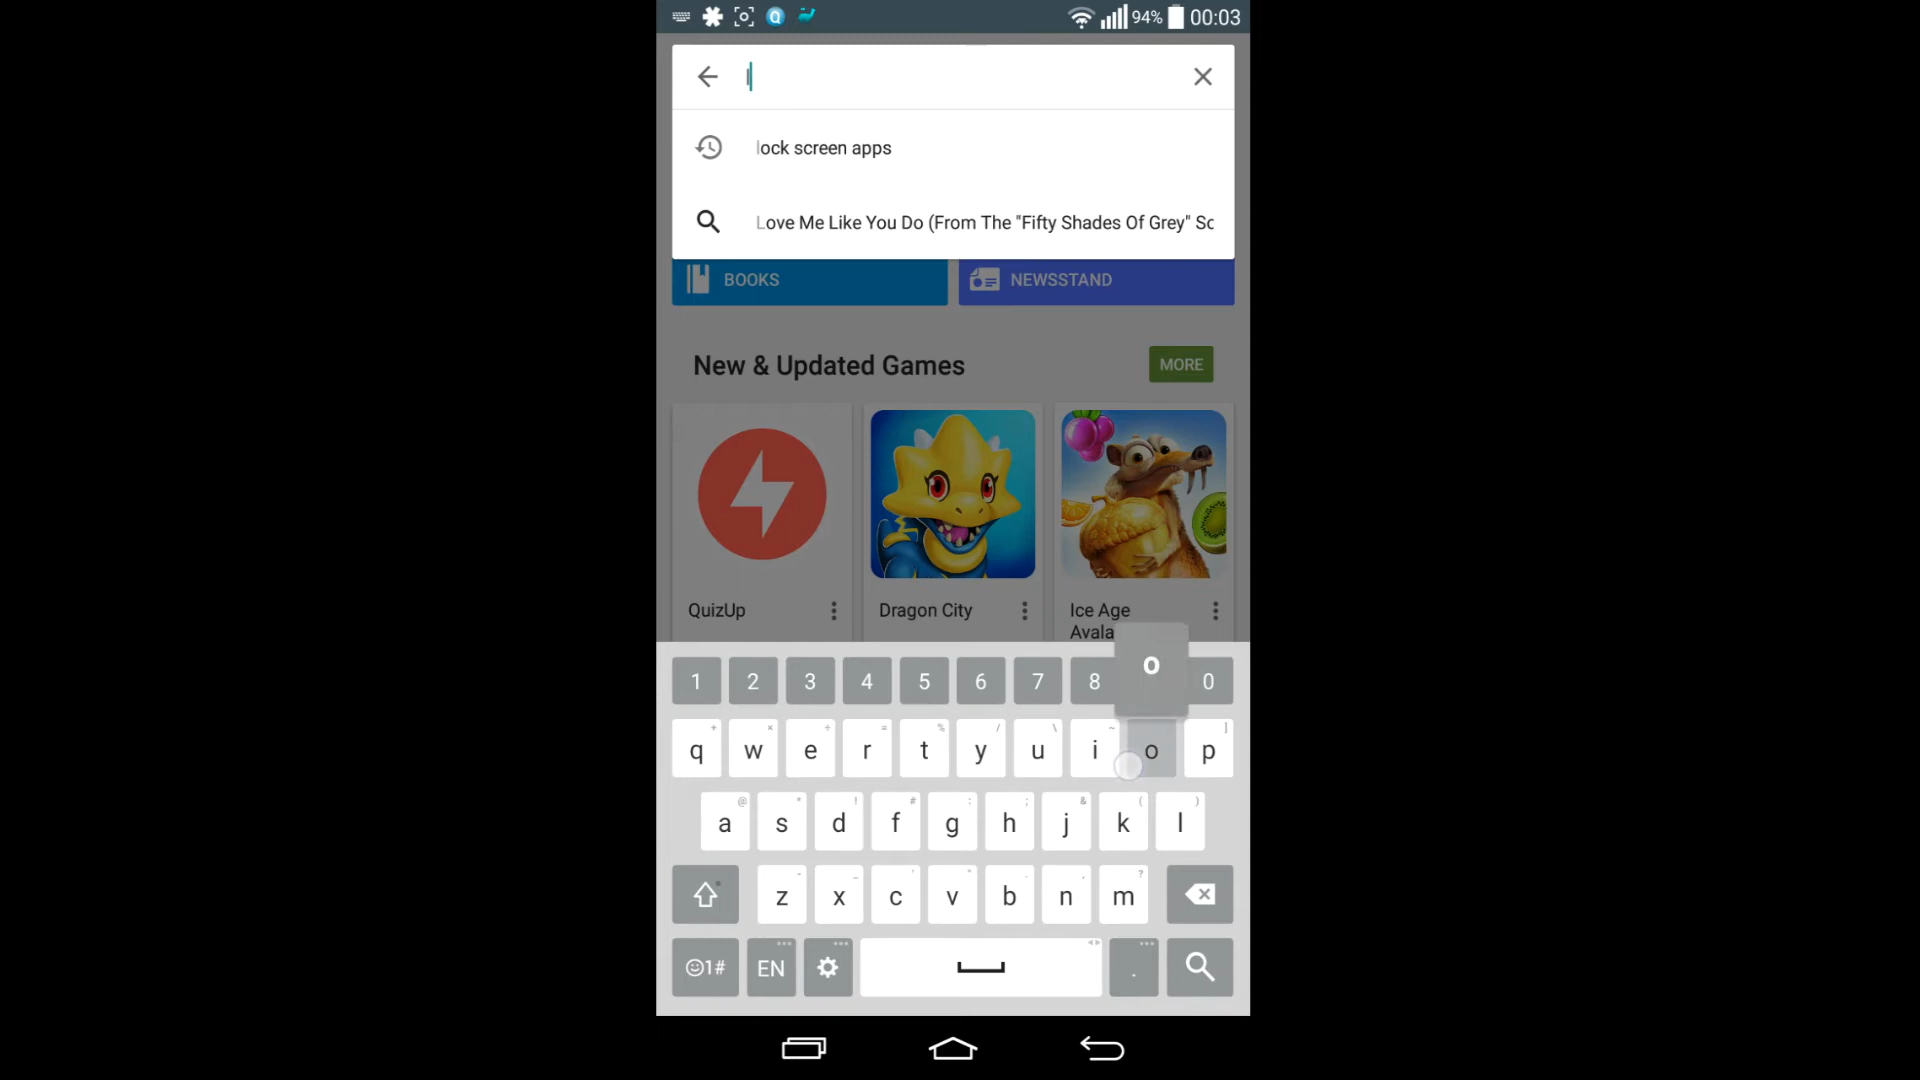 94% 00:03
l
lock screen apps
Love Me Like You Do (From The "Fifty Shades Of Grey" Sc
BOOKS
NEWSSTAND
New & Updated Games
MORE
QuizUp
Dragon City
Ice Age
Avala
o
1 2 3 4 5 6 7 8 0
q w e r t y u i o p
a s d f g h j k l
z x c v b n m
☺1# EN .